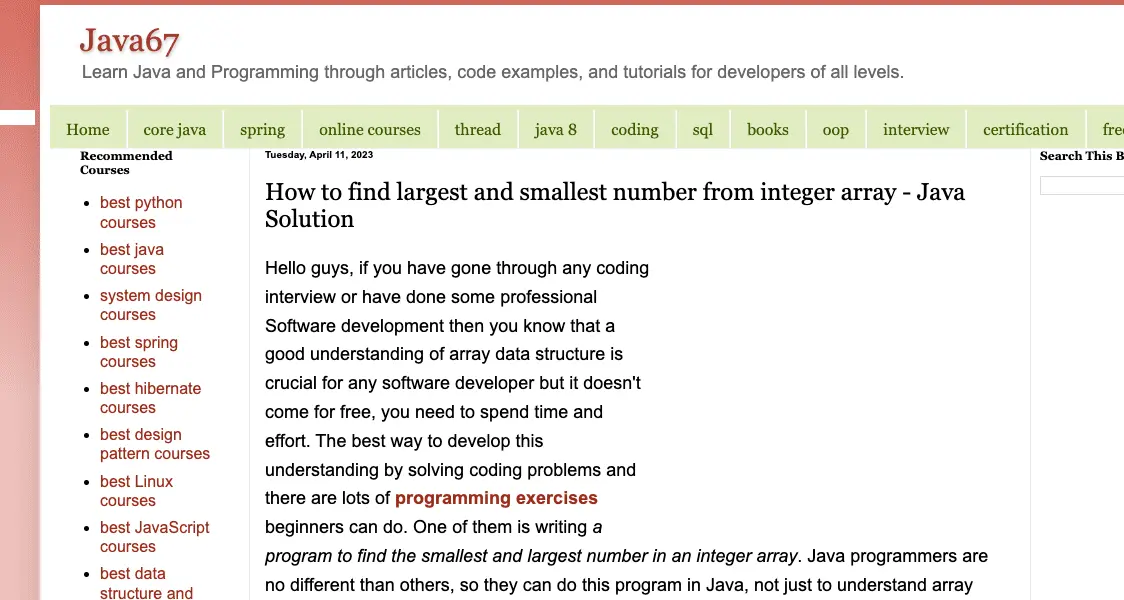 Java67
Learn Java and Programming through articles, code examples, and tutorials for developers of all levels.
Home core java spring online courses thread java 8 coding sql books oop interview certification
Recommended
Courses
best python
courses
best java
courses
system design
courses
best spring
courses
best hibernate
courses
best design
pattern courses
best Linux
courses
best JavaScript
courses
best data
structure and
Tuesday, April 11, 2023
How to find largest and smallest number from integer array - Java
Solution
Hello guys, if you have gone through any coding
interview or have done some professional
Software development then you know that a
good understanding of array data structure is
crucial for any software developer but it doesn't
come for free, you need to spend time and
effort. The best way to develop this
understanding by solving coding problems and
there are lots of programming exercises
beginners can do. One of them is writing a
program to find the smallest and largest number in an integer array. Java programmers are
no different than others, so they can do this program in Java, not just to understand array
Search This